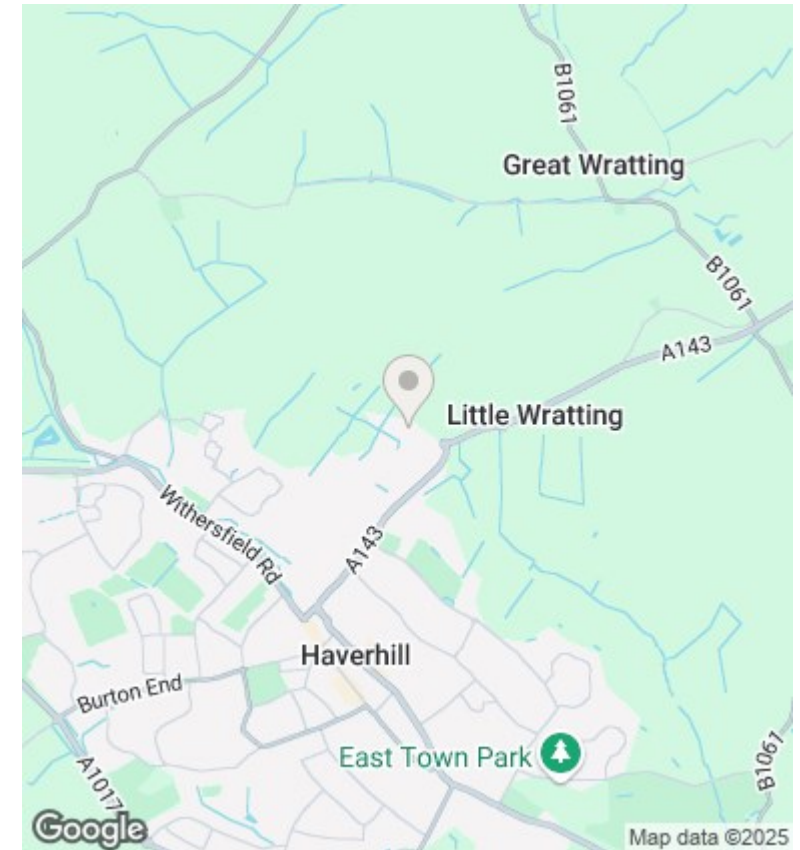 B1061
Great Wratting
B1061
A143
Little Wratting
Withersfield Rd
A143
Haverhill
Burton End
East Town Park
A1017
B1061
Google
Map data ©2025